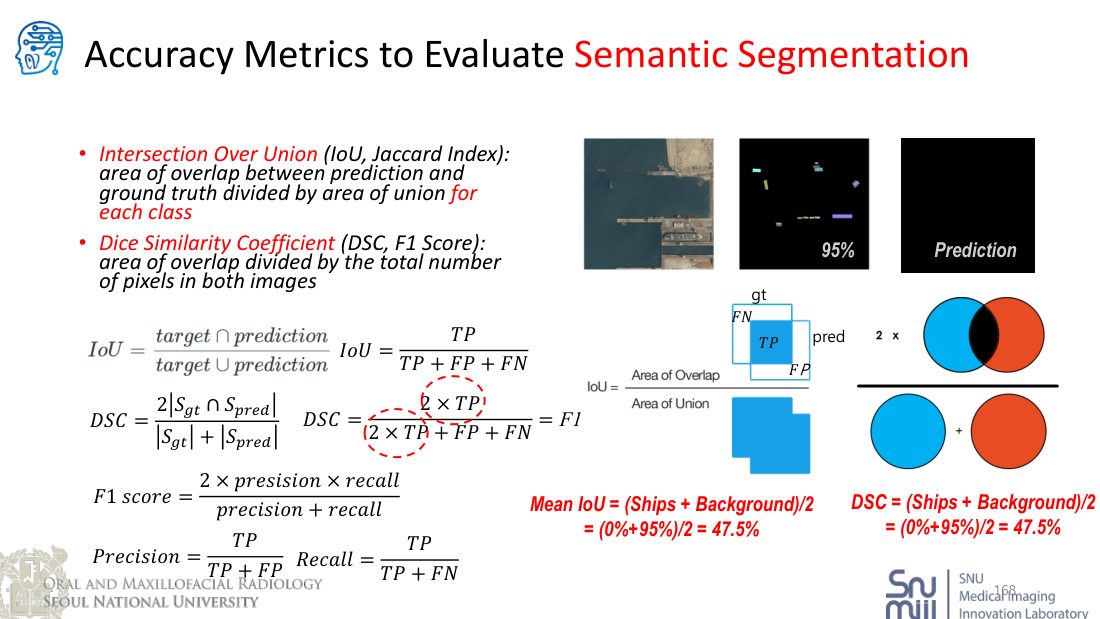 Accuracy Metrics to Evaluate Semantic Segmentation
• Intersection Over Union (IoU, Jaccard Index):
area of overlap between prediction and
ground truth divided by area of union for
each class
• Dice Similarity Coefficient (DSC, F1 Score):
area of overlap divided by the total number
of pixels in both images
IoU = target ∩ prediction / target ∪ prediction
IoU = TP / TP + FP + FN
DSC = 2|S_gt ∩ S_pred| / |S_gt| + |S_pred|
DSC = 2 × TP / 2 × TP + FP + FN = F1
F1 score = 2 × presision × recall / precision + recall
Precision = TP / TP + FP
Recall = TP / TP + FN
95%
Prediction
gt
FN
TP
pred
FP
IoU =
Area of Overlap
Area of Union
2 x
+
Mean IoU = (Ships + Background)/2
= (0%+95%)/2 = 47.5%
DSC = (Ships + Background)/2
= (0%+95%)/2 = 47.5%
ORAL AND MAXILLOFACIAL RADIOLOGY
SEOUL NATIONAL UNIVERSITY
Snu
mill
SNU
Medical Imaging
Innovation Laboratory
168